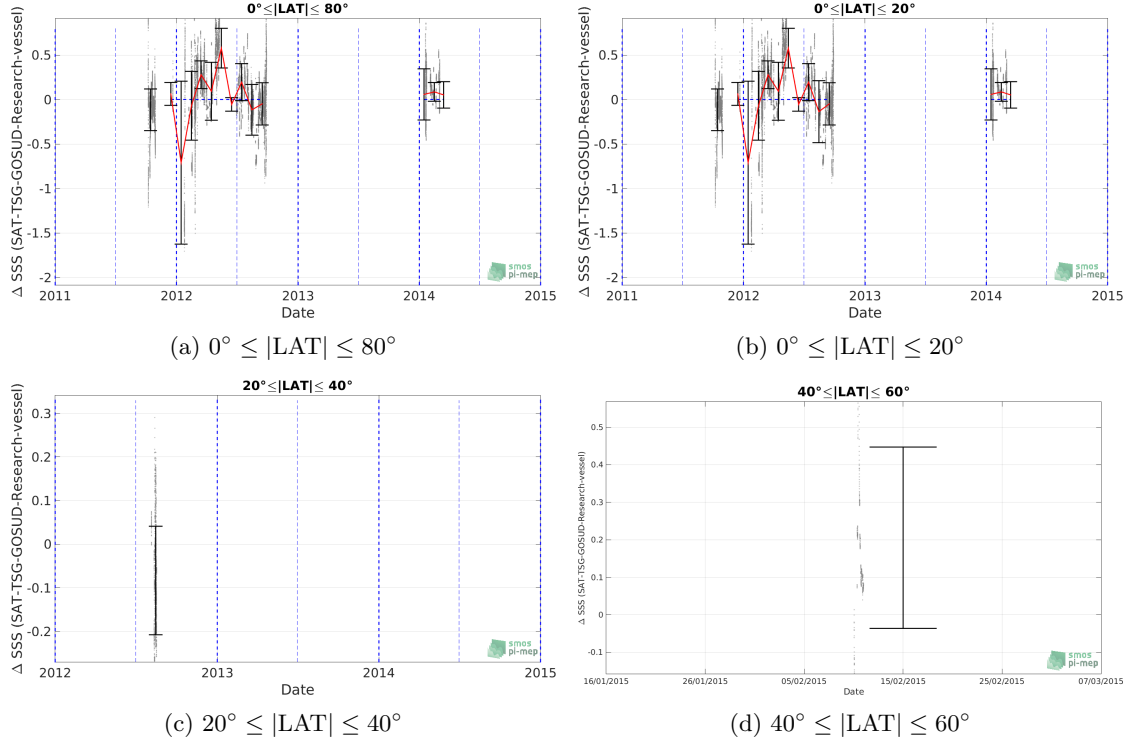 0°≤|LAT|≤ 80°
Δ SSS (SAT-TSG-GOSUD-Research-vessel)
0.5
0
-0.5
-1
-1.5
-2
2011
2012
2013
2014
2015
Date
smos
pi-mep
(a) 0° ≤ |LAT| ≤ 80°
0°≤|LAT|≤ 20°
Δ SSS (SAT-TSG-GOSUD-Research-vessel)
0.5
0
-0.5
-1
-1.5
-2
2011
2012
2013
2014
2015
Date
smos
pi-mep
(b) 0° ≤ |LAT| ≤ 20°
20°≤|LAT|≤ 40°
Δ SSS (SAT-TSG-GOSUD-Research-vessel)
0.3
0.2
0.1
0
-0.1
-0.2
2012
2013
2014
2015
Date
smos
pi-mep
(c) 20° ≤ |LAT| ≤ 40°
40°≤|LAT|≤ 60°
Δ SSS (SAT-TSG-GOSUD-Research-vessel)
0.5
0.4
0.3
0.2
0.1
0
-0.1
16/01/2015
26/01/2015
05/02/2015
15/02/2015
25/02/2015
07/03/2015
Date
smos
pi-mep
(d) 40° ≤ |LAT| ≤ 60°